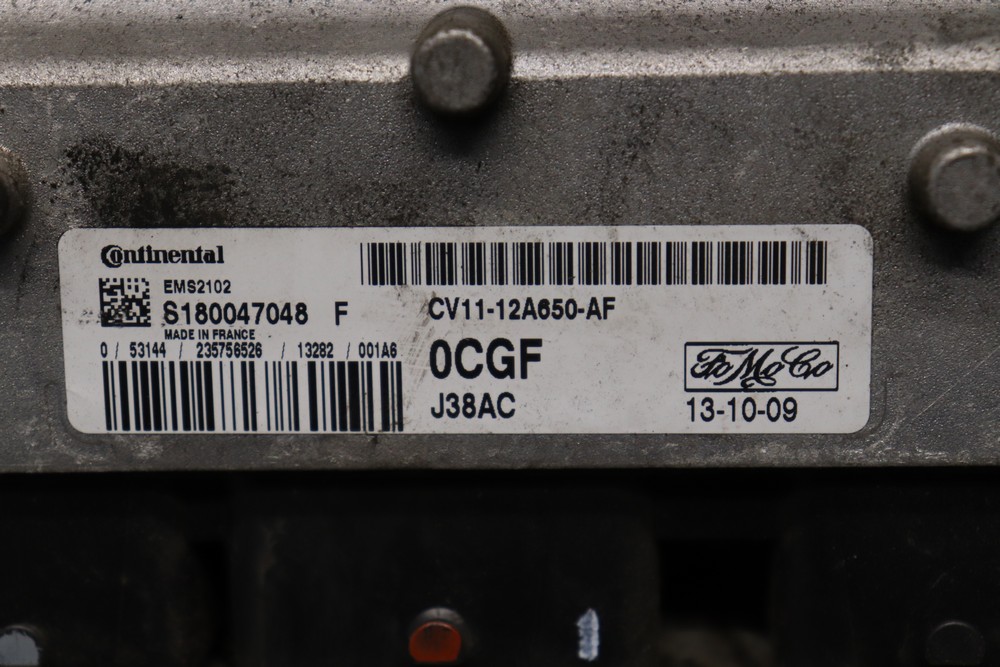 Continental
EMS2102
S180047048 F
MADE IN FRANCE
0 / 53144 / 235756526 / 13282 / 001A6
CV11-12A650-AF
0CGF
J38AC
FoMoCo
13-10-09